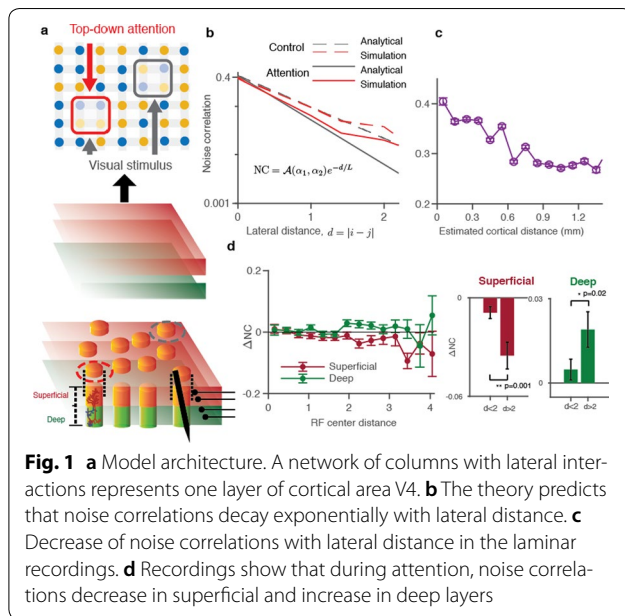 a
Top-down attention
Visual stimulus
Superficial
Deep
b
Control
Analytical
Simulation
Attention
Analytical
Simulation
0.4
Noise correlation
NC = A(α₁, α₂)e^{-d/L}
0.001
0
1
2
Lateral distance, d = |i − j|
c
0.4
0.3
0.2
0.3
0.6
0.9
1.2
Estimated cortical distance (mm)
d
0.2
0
-0.2
ΔNC
Superficial
Deep
0
1
2
3
4
RF center distance
Superficial
0
ΔNC
-0.06
** p=0.001
d<2
d>2
Deep
0.03
* p=0.02
0
d<2
d>2
Fig. 1 a Model architecture. A network of columns with lateral inter-
actions represents one layer of cortical area V4. b The theory predicts
that noise correlations decay exponentially with lateral distance. c
Decrease of noise correlations with lateral distance in the laminar
recordings. d Recordings show that during attention, noise correla-
tions decrease in superficial and increase in deep layers